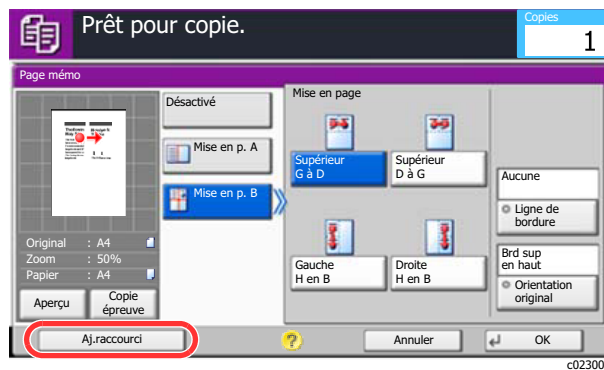 Prêt pour copie.
Copies
1
Page mémo
Désactivé
Mise en p. A
Mise en p. B
Mise en page
Supérieur
G à D
Supérieur
D à G
Gauche
H en B
Droite
H en B
Aucune
Ligne de
bordure
Brd sup
en haut
Orientation
original
Original : A4
Zoom : 50%
Papier : A4
Aperçu
Copie
épreuve
Aj.raccourci
?
Annuler
OK
c02300